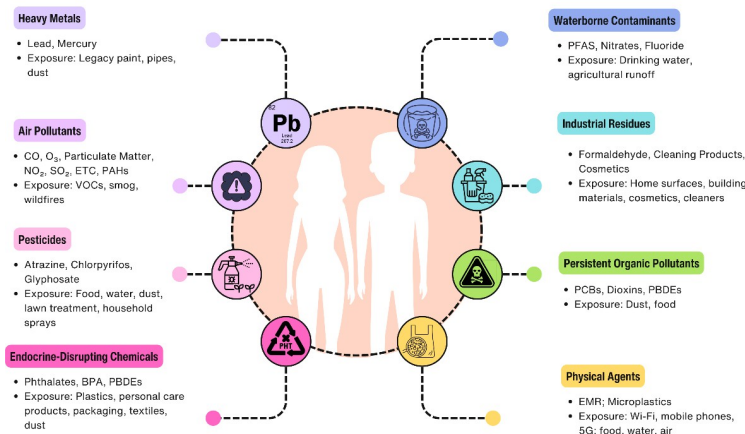 Heavy Metals
• Lead, Mercury
• Exposure: Legacy paint, pipes,
dust
Air Pollutants
• CO, O₃, Particulate Matter,
NO₂, SO₂, ETC, PAHs
• Exposure: VOCs, smog,
wildfires
Pesticides
• Atrazine, Chlorpyrifos,
Glyphosate
• Exposure: Food, water, dust,
lawn treatment, household
sprays
Endocrine-Disrupting Chemicals
• Phthalates, BPA, PBDEs
• Exposure: Plastics, personal care
products, packaging, textiles,
dust
82
Pb
Lead
207.2
PHT
Waterborne Contaminants
• PFAS, Nitrates, Fluoride
• Exposure: Drinking water,
agricultural runoff
Industrial Residues
• Formaldehyde, Cleaning Products,
Cosmetics
• Exposure: Home surfaces, building
materials, cosmetics, cleaners
Persistent Organic Pollutants
• PCBs, Dioxins, PBDEs
• Exposure: Dust, food
Physical Agents
• EMR; Microplastics
• Exposure: Wi-Fi, mobile phones,
5G; food, water, air